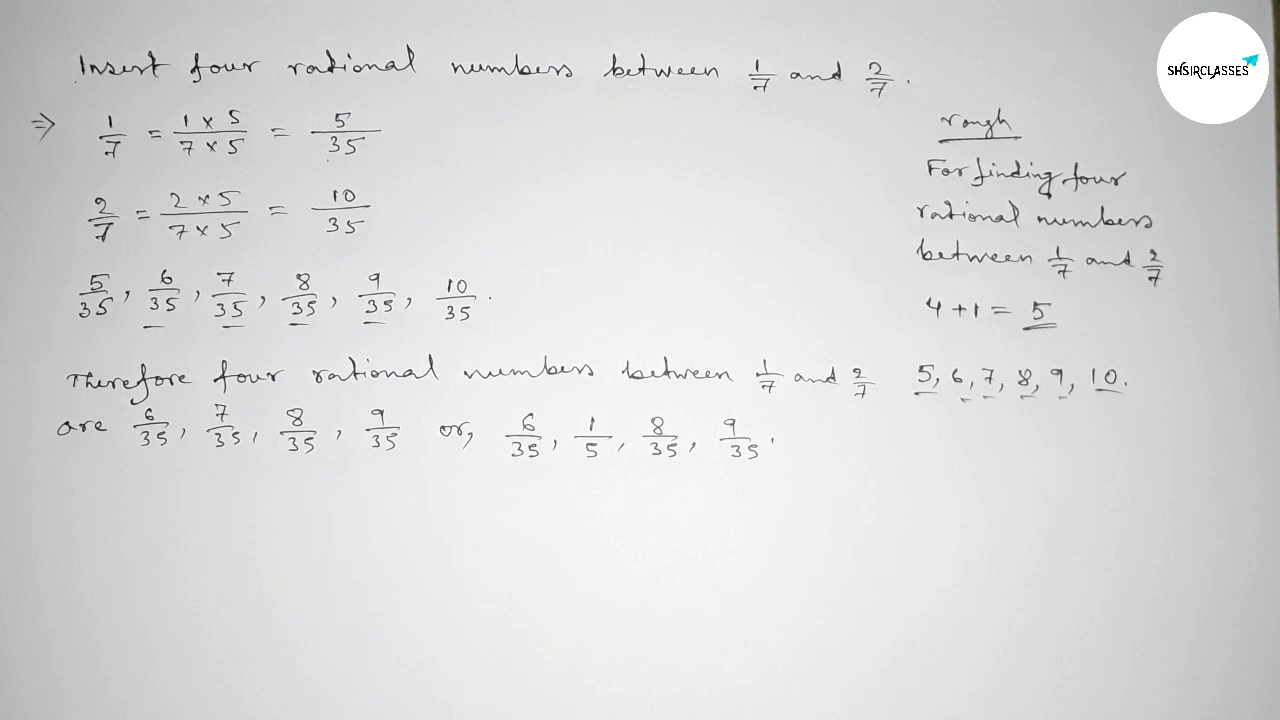 Insert four rational numbers between 1/7 and 2/7.
⇒ 1/7 = (1 × 5)/(7 × 5) = 5/35
2/7 = (2 × 5)/(7 × 5) = 10/35
5/35, 6/35, 7/35, 8/35, 9/35, 10/35.
Therefore four rational numbers between 1/7 and 2/7
are 6/35, 7/35, 8/35, 9/35 or, 6/35, 1/5, 8/35, 9/35.
rough
For finding four
rational numbers
between 1/7 and 2/7
4 + 1 = 5
5, 6, 7, 8, 9, 10.
SHSIRCLASSES